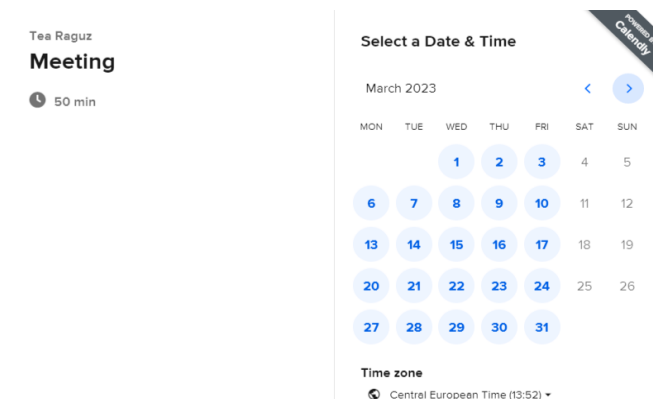 Tea Raguz
Meeting
50 min
POWERED BY
Calendly
Select a Date & Time
March 2023
MON TUE WED THU FRI SAT SUN
1 2 3 4 5
6 7 8 9 10 11 12
13 14 15 16 17 18 19
20 21 22 23 24 25 26
27 28 29 30 31
Time zone
Central European Time (13:52)